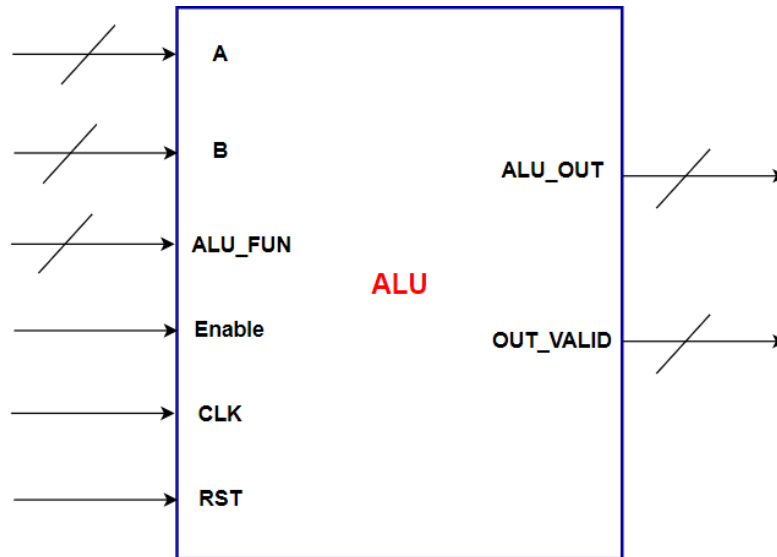 A
B
ALU_FUN
Enable
CLK
RST
ALU
ALU_OUT
OUT_VALID